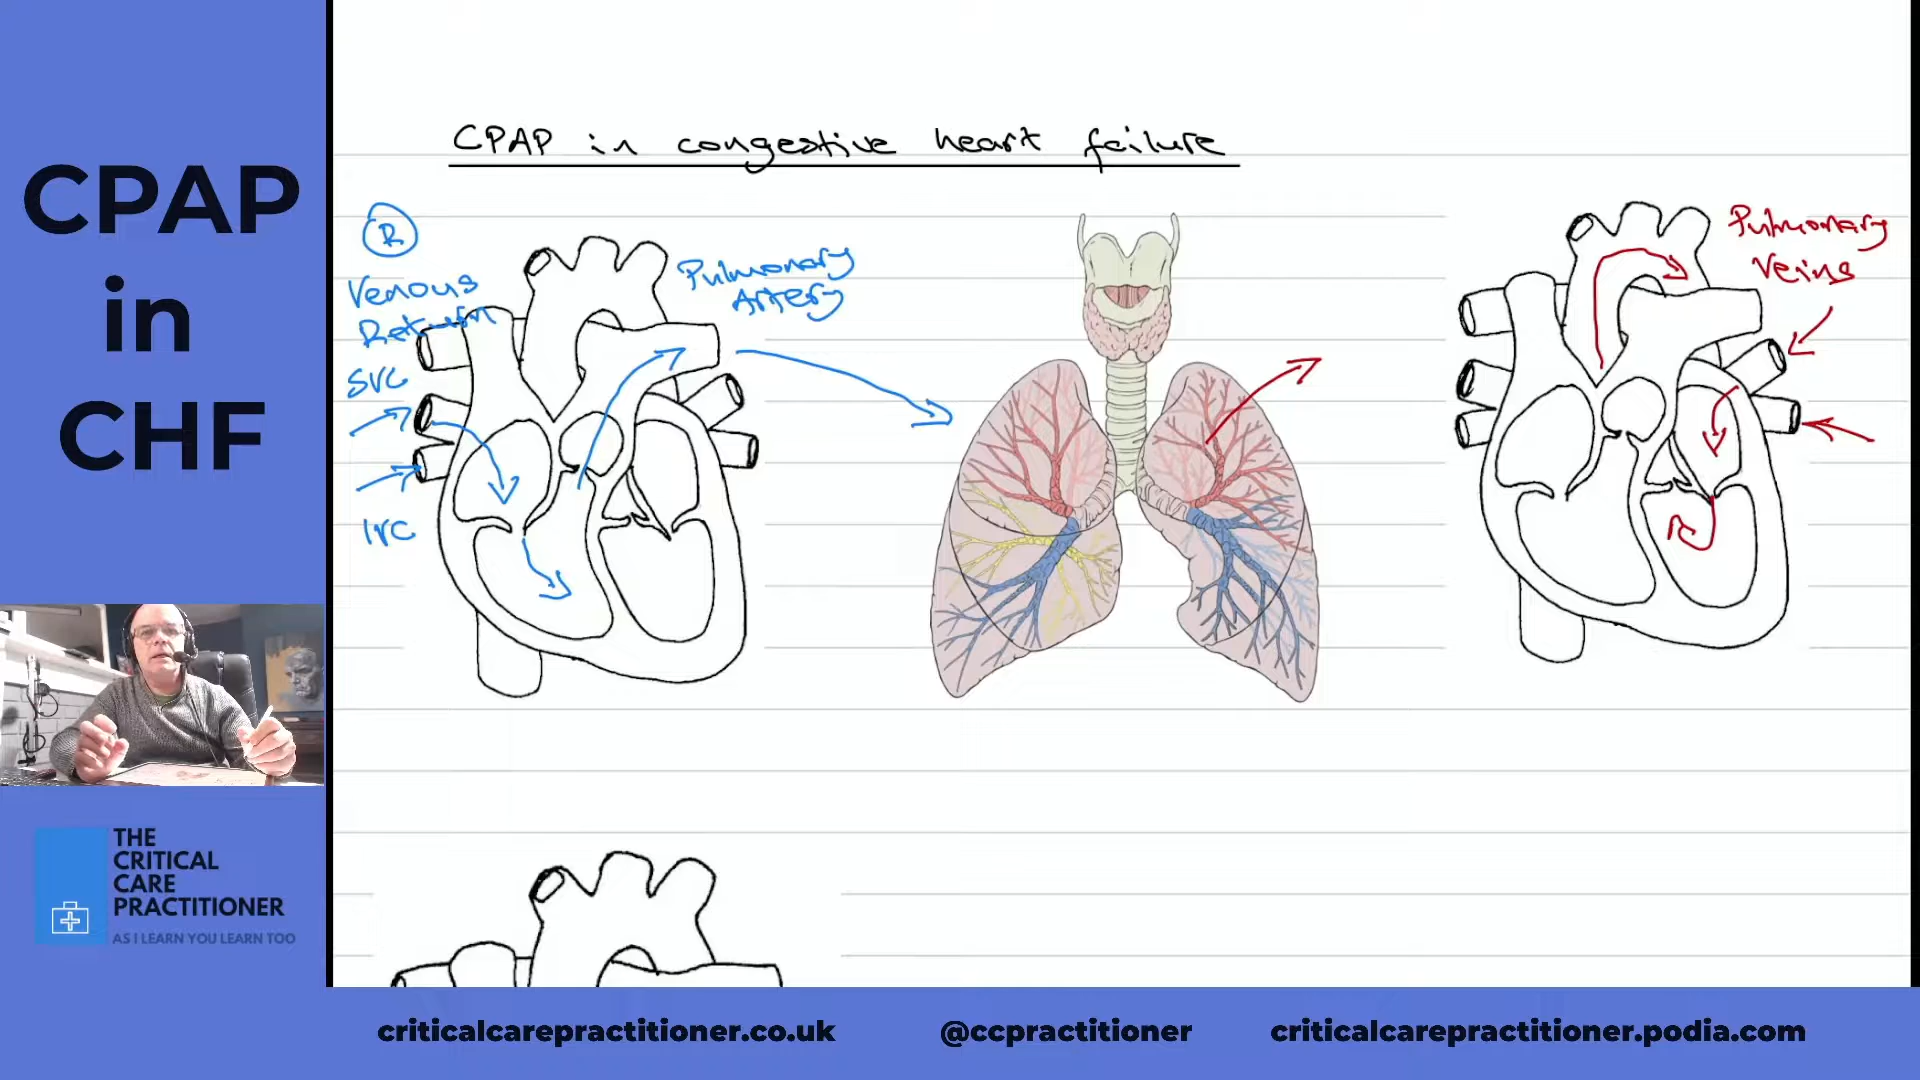 CPAP
in
CHF
CPAP in congestive heart failure
R
Venous
Return
SVC
IVC
Pulmonary
Artery
Pulmonary
Veins
THE
CRITICAL
CARE
PRACTITIONER
AS I LEARN YOU LEARN TOO
criticalcarepractitioner.co.uk
@ccpractitioner
criticalcarepractitioner.podia.com